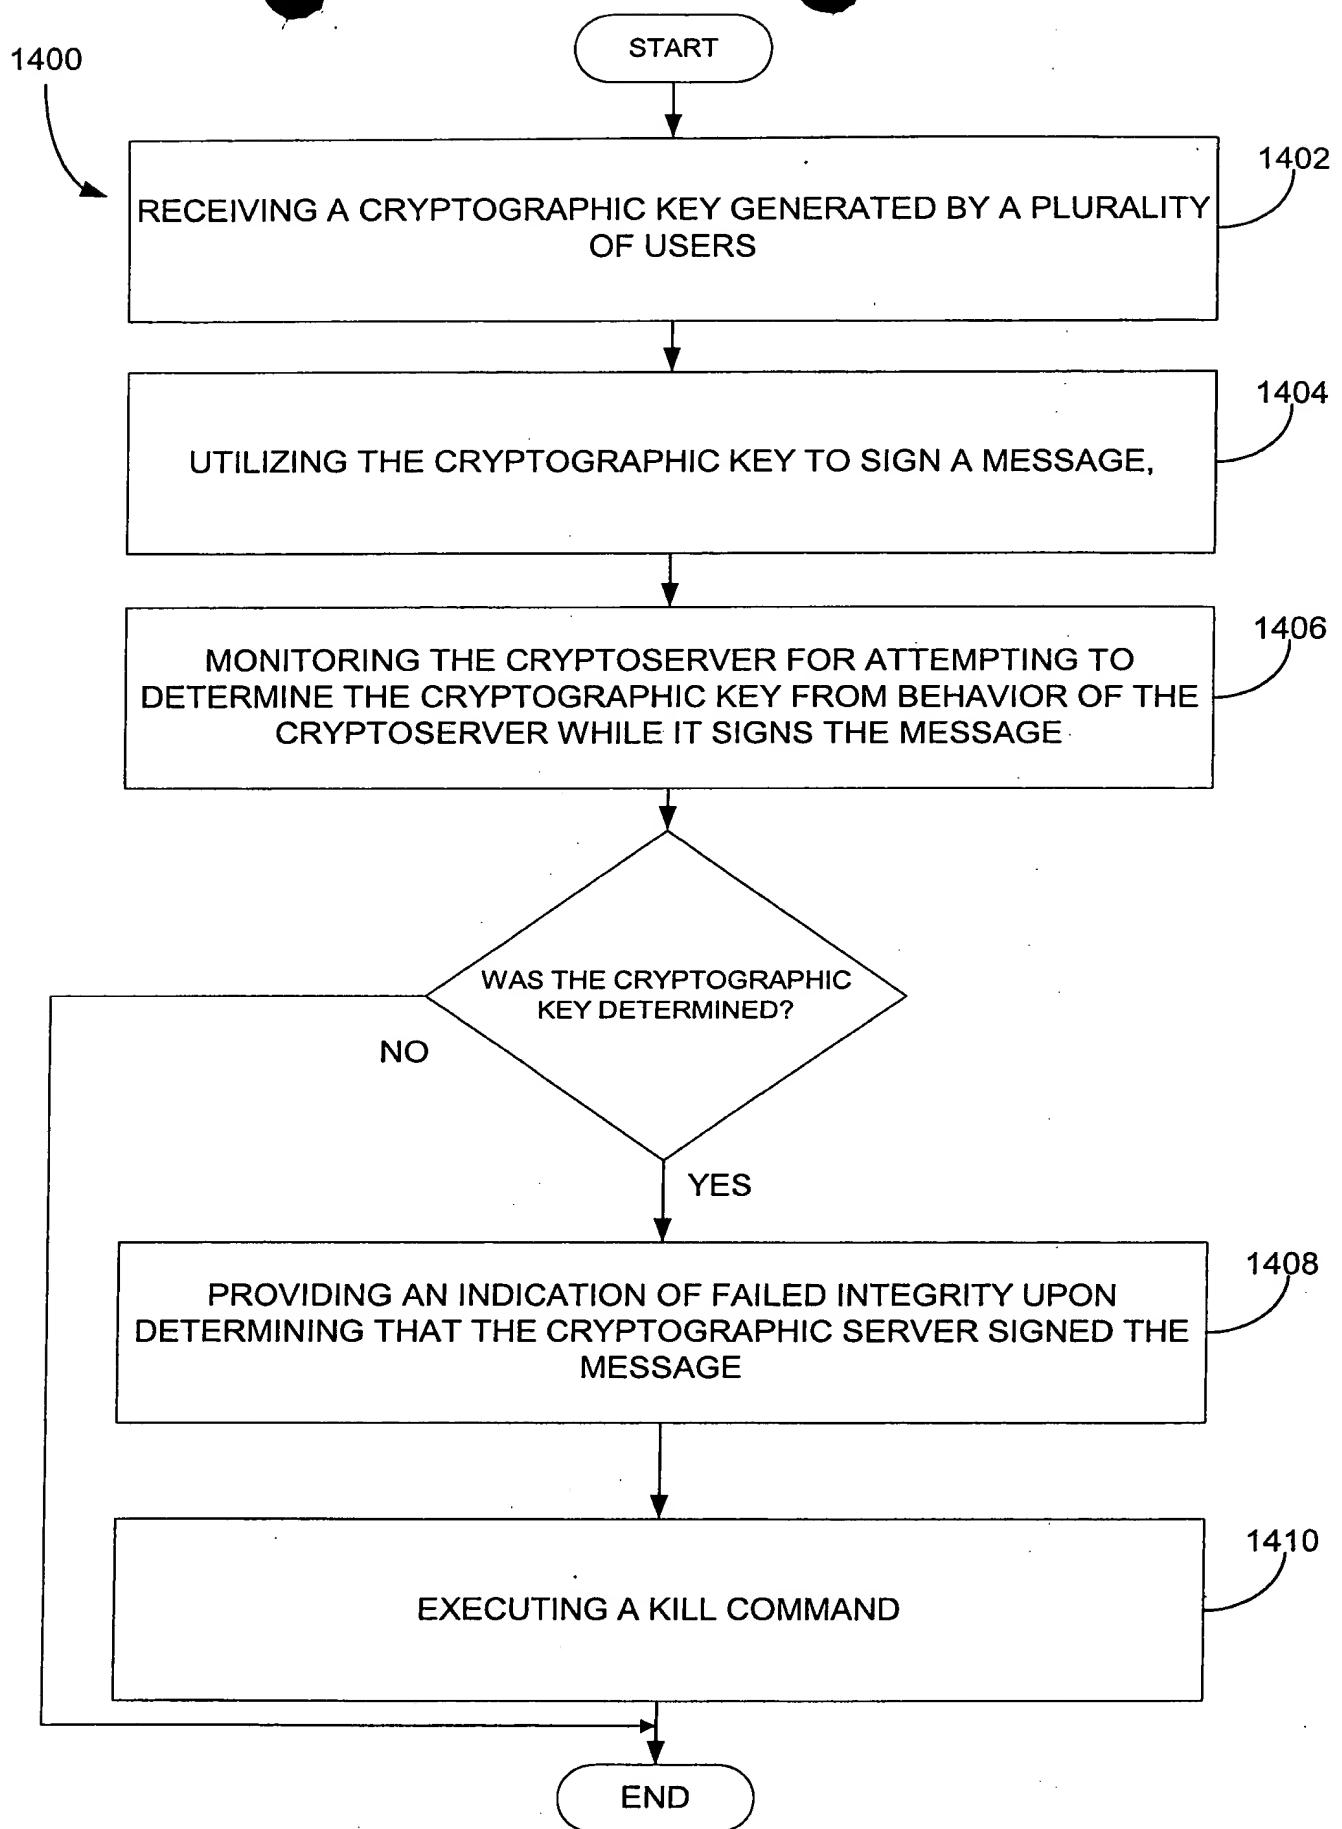 START
1400
1402
RECEIVING A CRYPTOGRAPHIC KEY GENERATED BY A PLURALITY
OF USERS
1404
UTILIZING THE CRYPTOGRAPHIC KEY TO SIGN A MESSAGE,
1406
MONITORING THE CRYPTOSERVER FOR ATTEMPTING TO
DETERMINE THE CRYPTOGRAPHIC KEY FROM BEHAVIOR OF THE
CRYPTOSERVER WHILE IT SIGNS THE MESSAGE
WAS THE CRYPTOGRAPHIC
KEY DETERMINED?
NO
YES
1408
PROVIDING AN INDICATION OF FAILED INTEGRITY UPON
DETERMINING THAT THE CRYPTOGRAPHIC SERVER SIGNED THE
MESSAGE
1410
EXECUTING A KILL COMMAND
END